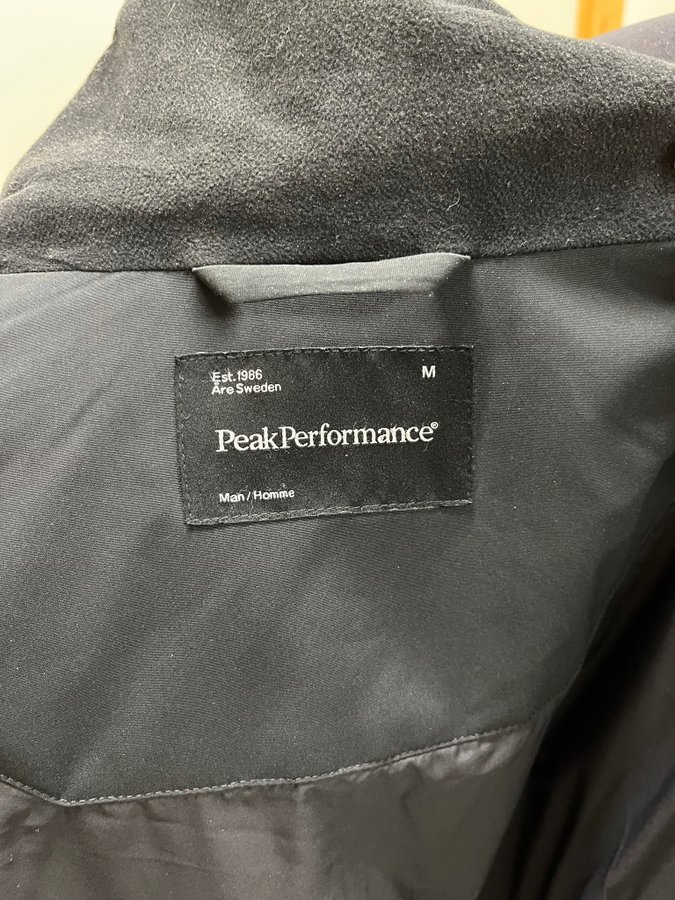 Est.1986
M
Åre Sweden
PeakPerformance®
Man/Homme